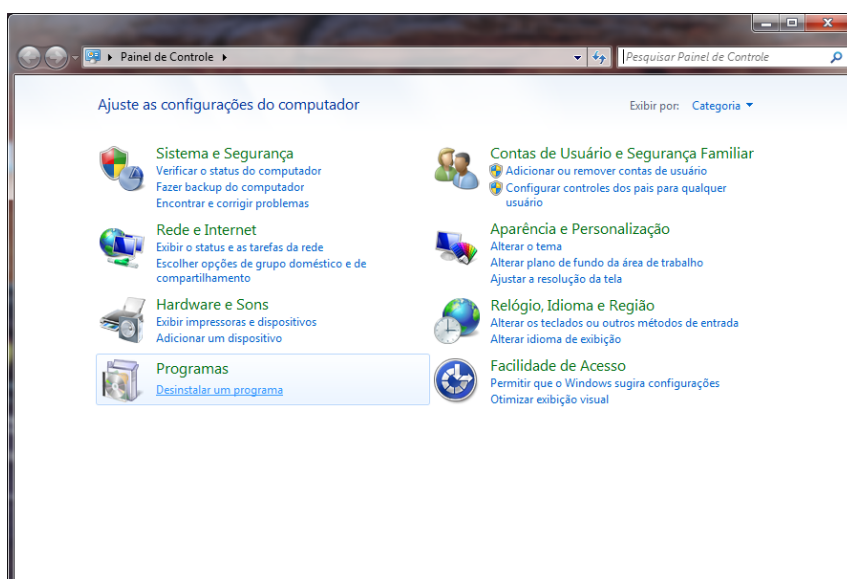 Painel de Controle
Pesquisar Painel de Controle
Ajuste as configurações do computador
Exibir por: Categoria
Sistema e Segurança
Verificar o status do computador
Fazer backup do computador
Encontrar e corrigir problemas
Rede e Internet
Exibir o status e as tarefas da rede
Escolher opções de grupo doméstico e de
compartilhamento
Hardware e Sons
Exibir impressoras e dispositivos
Adicionar um dispositivo
Programas
Desinstalar um programa
Contas de Usuário e Segurança Familiar
Adicionar ou remover contas de usuário
Configurar controles dos pais para qualquer
usuário
Aparência e Personalização
Alterar o tema
Alterar plano de fundo da área de trabalho
Ajustar a resolução da tela
Relógio, Idioma e Região
Alterar os teclados ou outros métodos de entrada
Alterar idioma de exibição
Facilidade de Acesso
Permitir que o Windows sugira configurações
Otimizar exibição visual